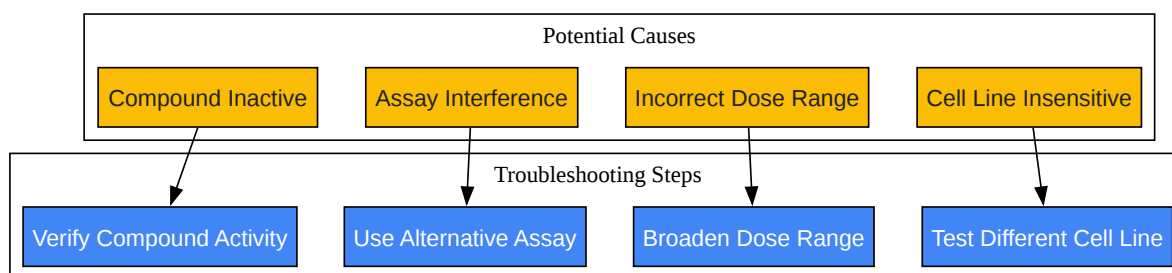 Potential Causes
Compound Inactive
Assay Interference
Incorrect Dose Range
Cell Line Insensitive
Troubleshooting Steps
Verify Compound Activity
Use Alternative Assay
Broaden Dose Range
Test Different Cell Line